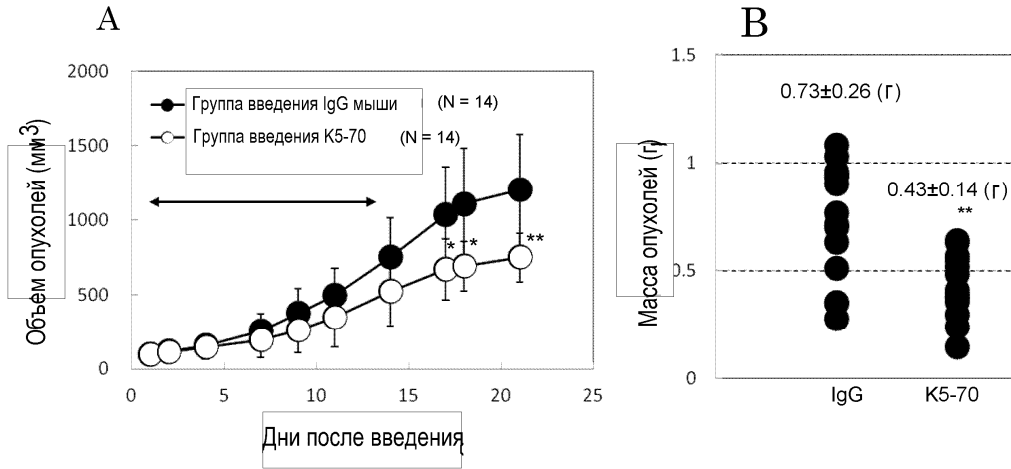 A
Объем опухолей (мм3)
2000
1500
1000
500
0
Группа введения IgG мыши (N = 14)
Группа введения K5-70 (N = 14)
* * **
0 5 10 15 20 25
Дни после введения
B
Масса опухолей (г)
1.5
1
0.5
0
0.73±0.26 (г)
0.43±0.14 (г)
**
IgG K5-70